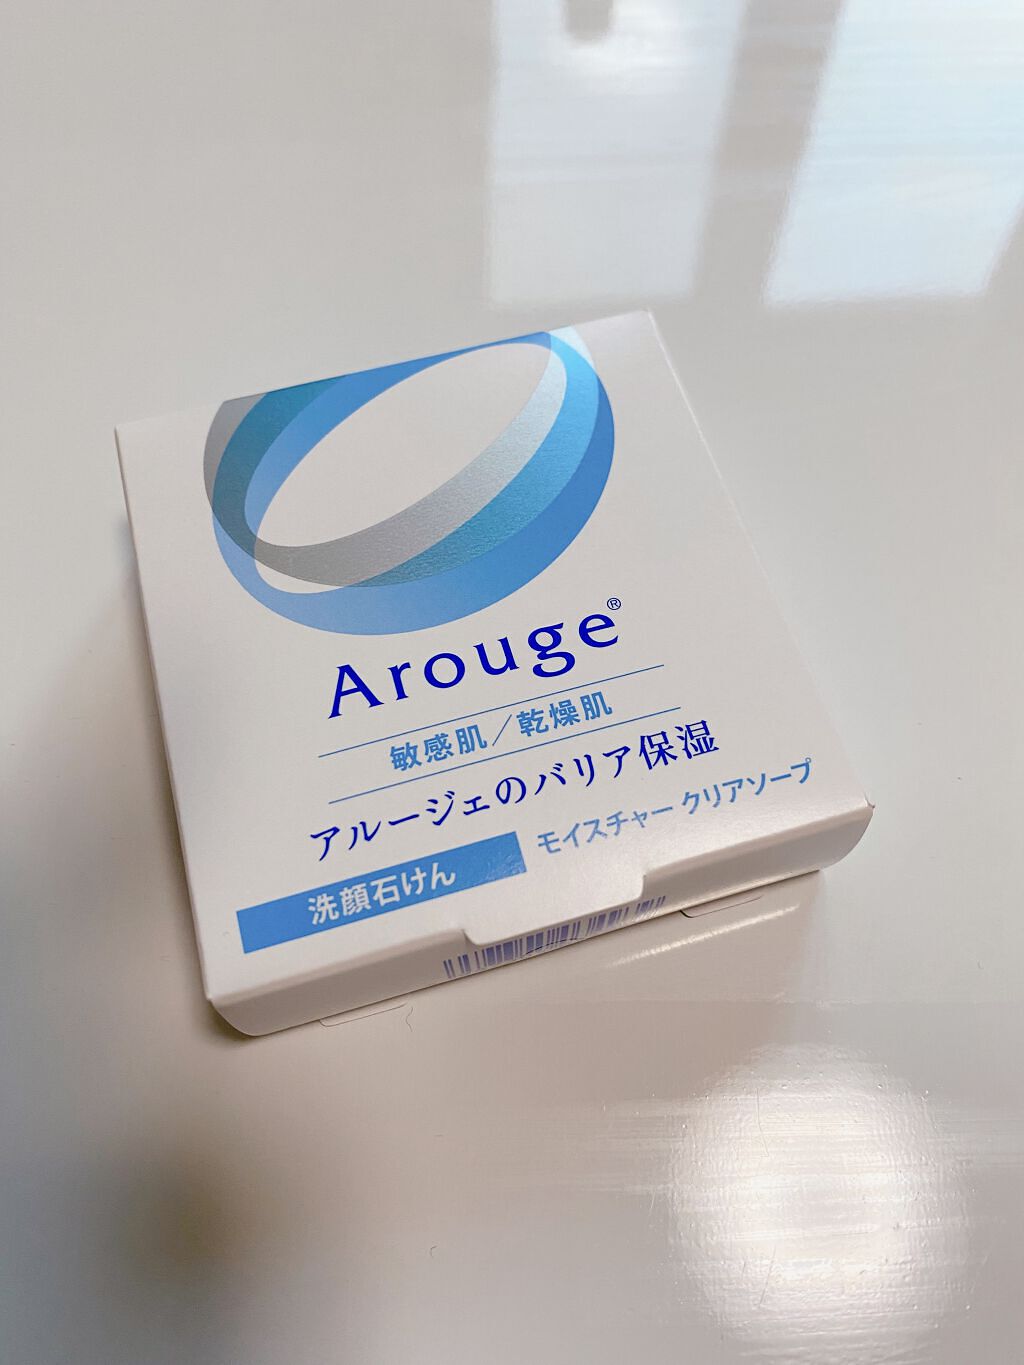 Arouge®
敏感肌／乾燥肌
アルージェのバリア保湿
洗顔石けん モイスチャー クリアソープ